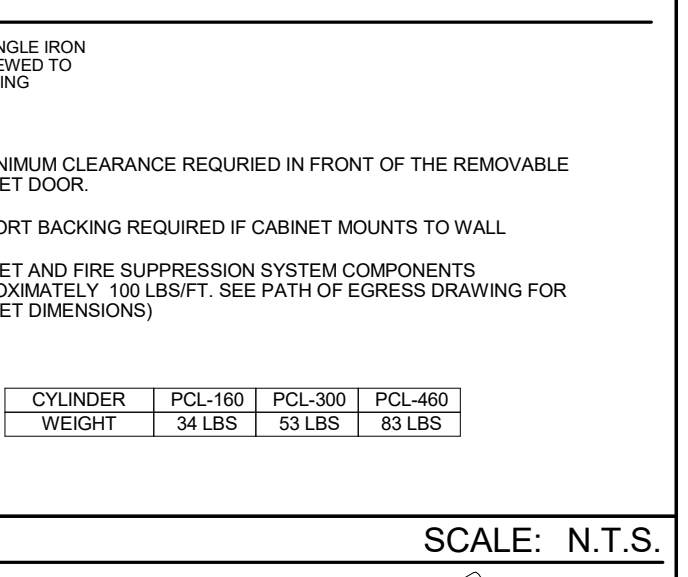 NGLE IRON
EWED TO
ING
NIMUM CLEARANCE REQURIED IN FRONT OF THE REMOVABLE
ET DOOR.
ORT BACKING REQUIRED IF CABINET MOUNTS TO WALL
ET AND FIRE SUPPRESSION SYSTEM COMPONENTS
OXIMATELY 100 LBS/FT. SEE PATH OF EGRESS DRAWING FOR
ET DIMENSIONS)
CYLINDER PCL-160 PCL-300 PCL-460
WEIGHT 34 LBS 53 LBS 83 LBS
SCALE: N.T.S.